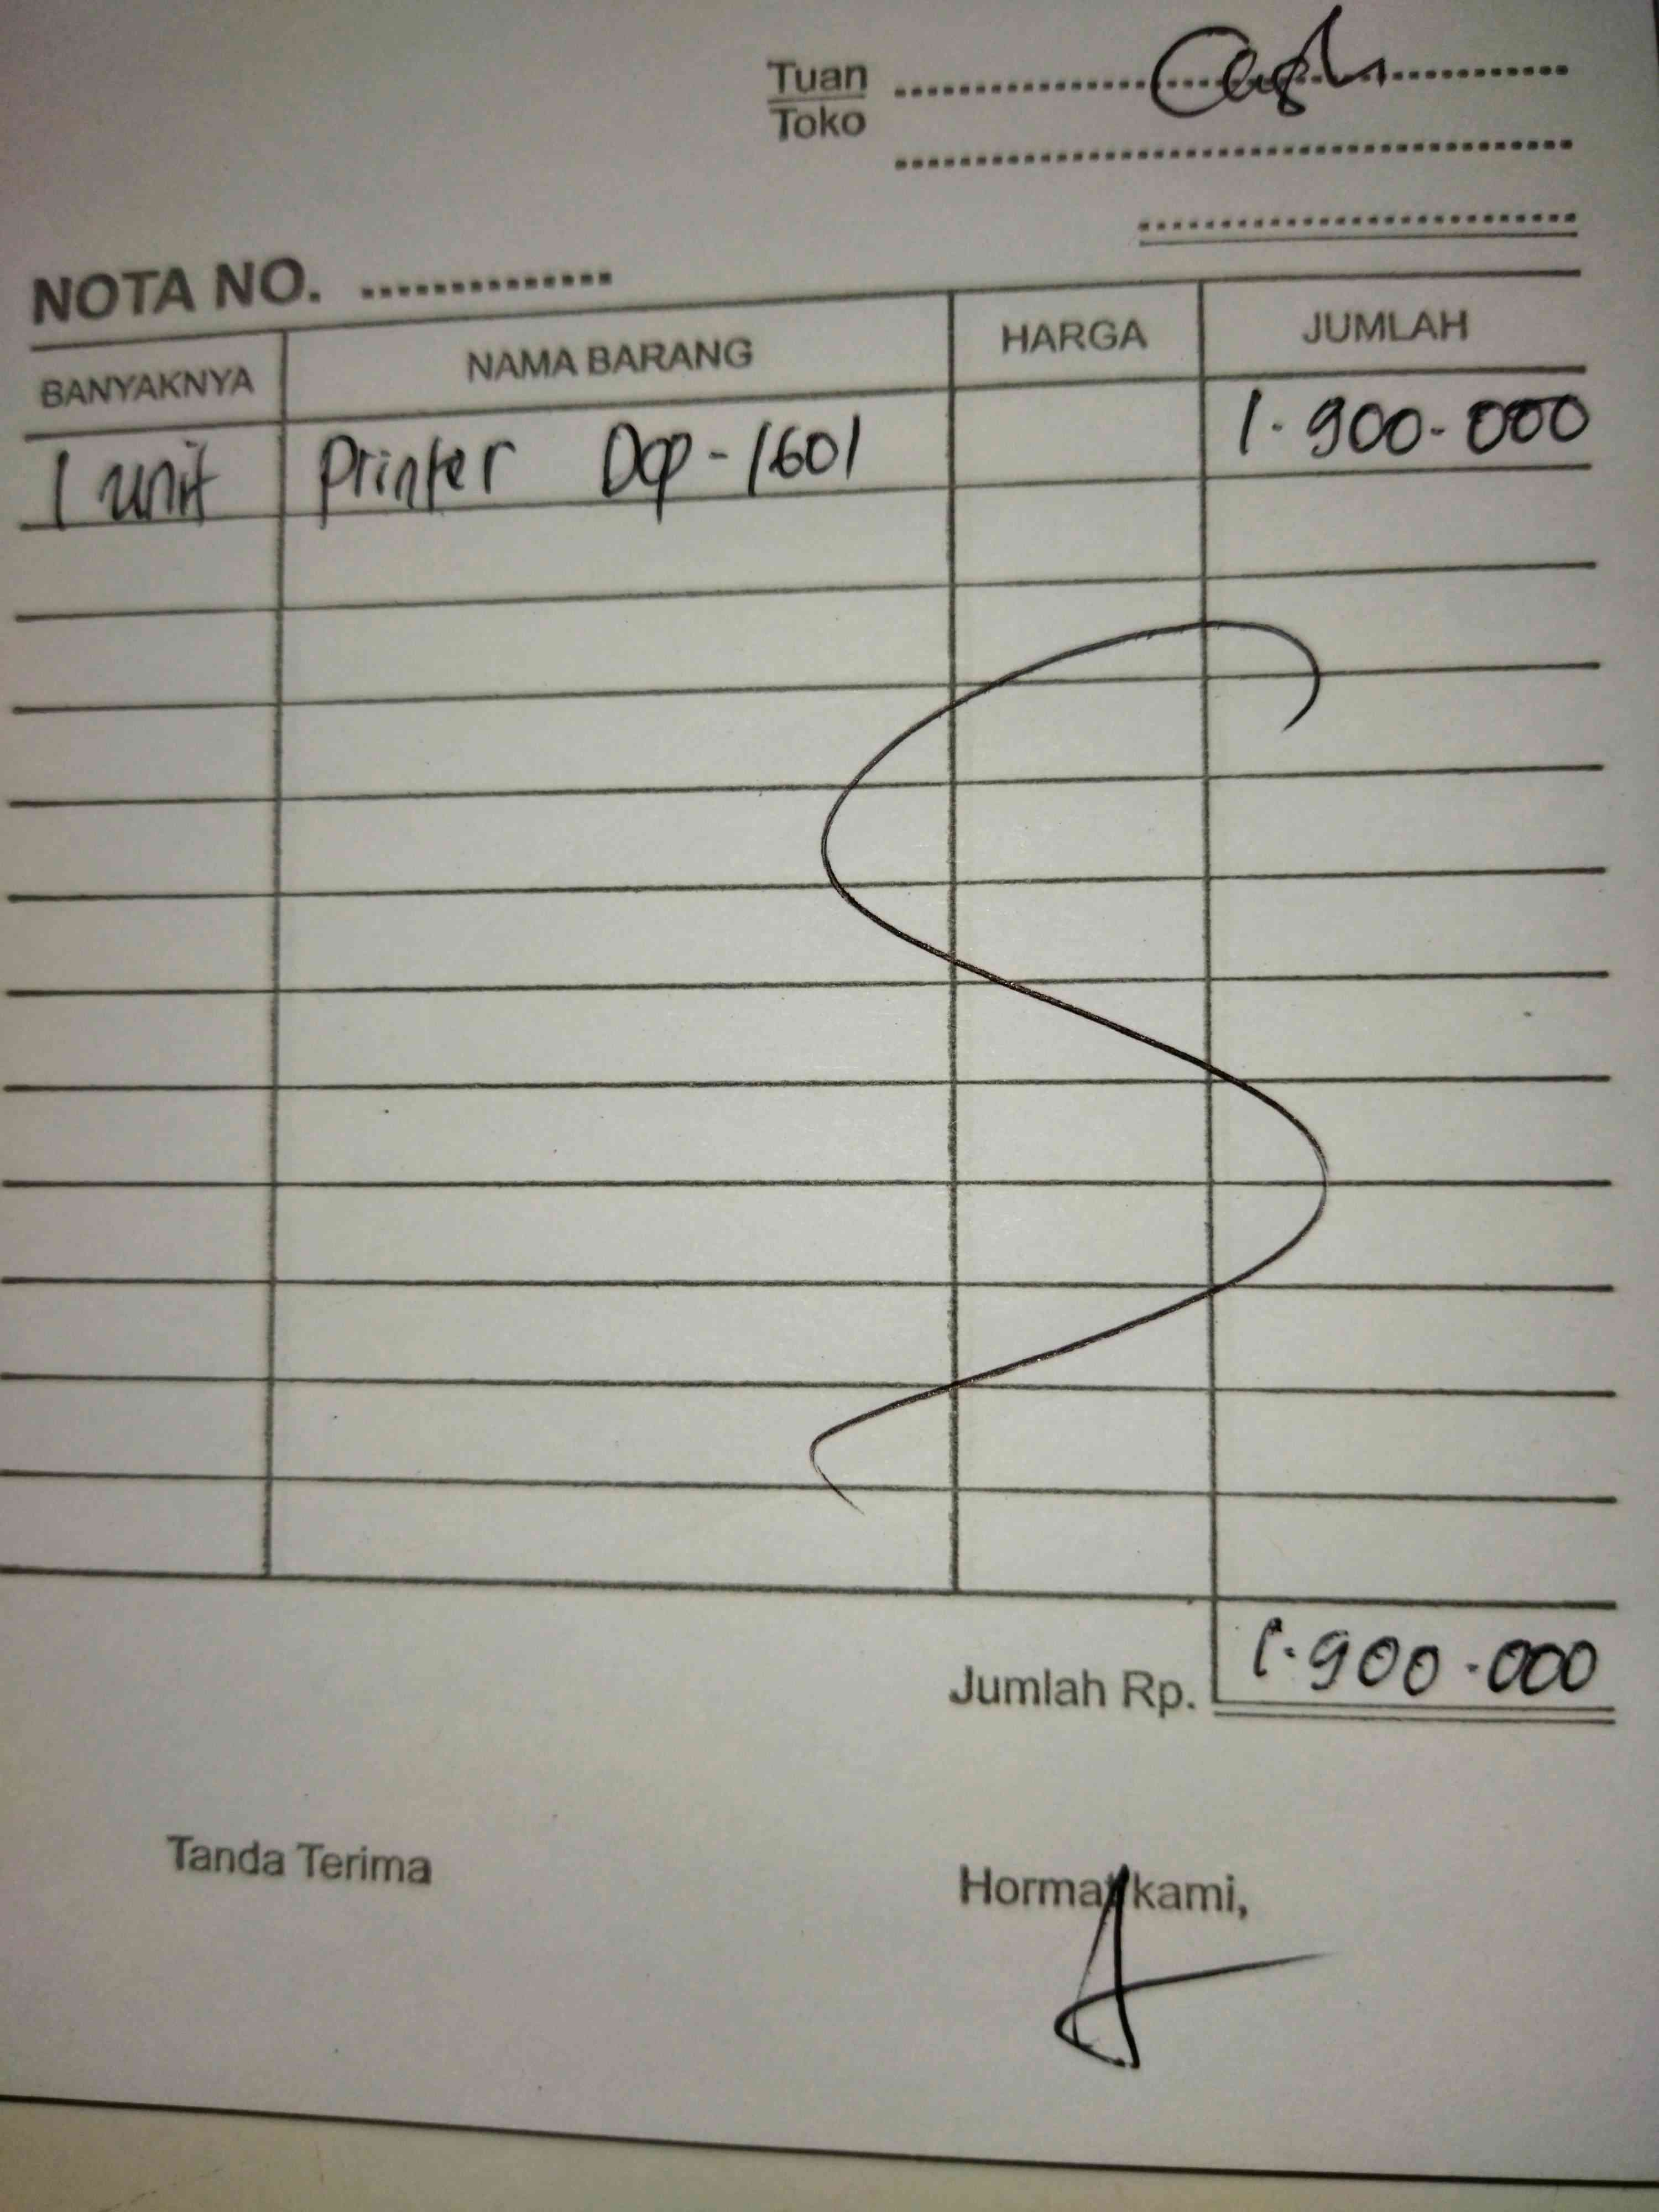 Tuan Cash
Toko
NOTA NO. ..............
BANYAKNYA NAMA BARANG HARGA JUMLAH
1 unit Printer Dcp-1601 1.900.000
Jumlah Rp. 1.900.000
Tanda Terima Hormat kami,